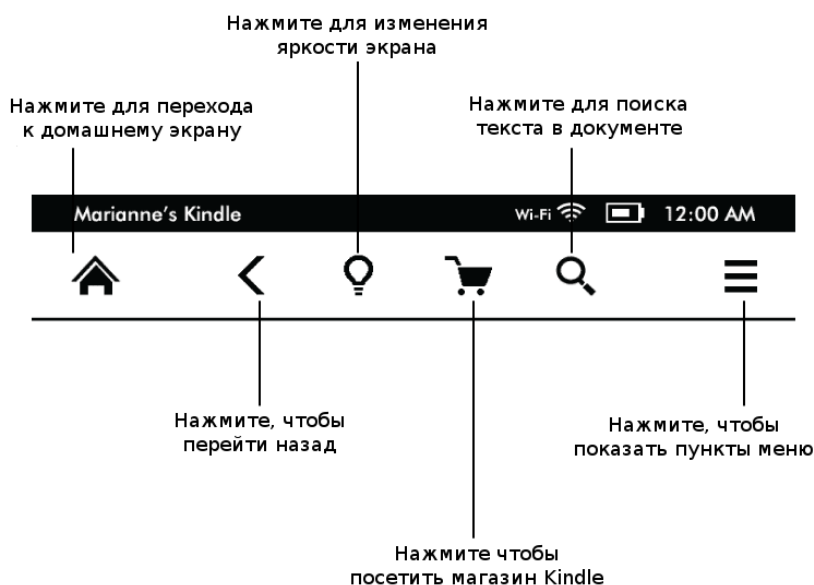 Нажмите для изменения
яркости экрана
Нажмите для перехода
к домашнему экрану
Нажмите для поиска
текста в документе
Marianne's Kindle
Wi-Fi
12:00 AM
Нажмите, чтобы
перейти назад
Нажмите, чтобы
показать пункты меню
Нажмите чтобы
посетить магазин Kindle